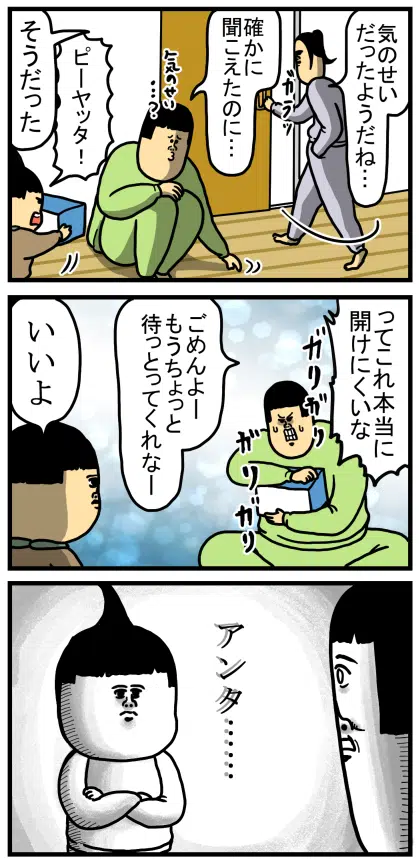 気のせい
だったようだね…
ガラッ
確かに
聞こえたのに…
気のせい
…?
ピーヤッタ！
そうだった
ってこれ本当に
開けにくいな
ガリガリ
ガリガリ
ごめんよー
もうちょっと
待っとってくれなー
いいよ
アンタ……